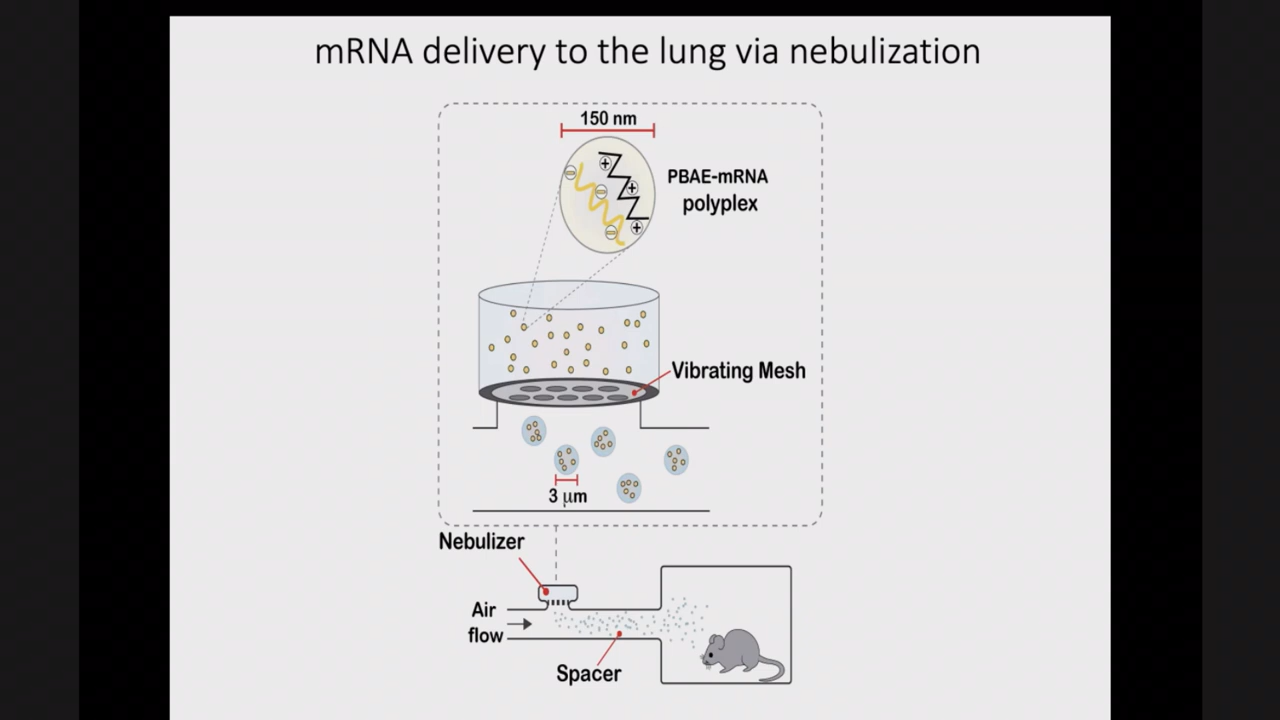 mRNA delivery to the lung via nebulization
150 nm
PBAE-mRNA
polyplex
Vibrating Mesh
3 μm
Nebulizer
Air
flow
Spacer